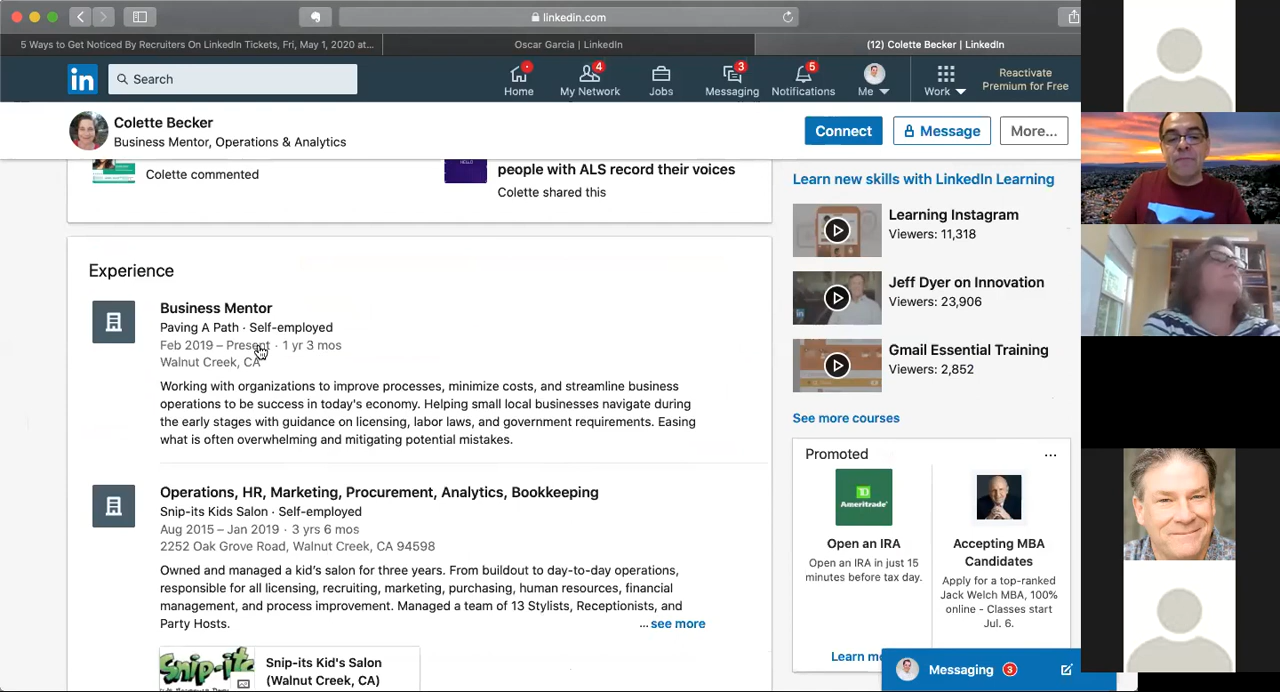 linkedin.com
5 Ways to Get Noticed By Recruiters On LinkedIn Tickets, Fri, May 1, 2020 at...
Oscar Garcia | LinkedIn
(12) Colette Becker | LinkedIn
in
Search
Home
4
My Network
Jobs
3
Messaging
5
Notifications
Me
Work
Reactivate
Premium for Free
Colette Becker
Business Mentor, Operations & Analytics
Connect
Message
More...
Colette commented
people with ALS record their voices
Colette shared this
Experience
Business Mentor
Paving A Path · Self-employed
Feb 2019 – Present · 1 yr 3 mos
Walnut Creek, CA
Working with organizations to improve processes, minimize costs, and streamline business
operations to be success in today's economy. Helping small local businesses navigate during
the early stages with guidance on licensing, labor laws, and government requirements. Easing
what is often overwhelming and mitigating potential mistakes.
Operations, HR, Marketing, Procurement, Analytics, Bookkeeping
Snip-its Kids Salon · Self-employed
Aug 2015 – Jan 2019 · 3 yrs 6 mos
2252 Oak Grove Road, Walnut Creek, CA 94598
Owned and managed a kid's salon for three years. From buildout to day-to-day operations,
responsible for all licensing, recruiting, marketing, purchasing, human resources, financial
management, and process improvement. Managed a team of 13 Stylists, Receptionists, and
Party Hosts.
...see more
Snip-its
Snip-its Kid's Salon
(Walnut Creek, CA)
Learn new skills with LinkedIn Learning
Learning Instagram
Viewers: 11,318
Jeff Dyer on Innovation
Viewers: 23,906
Gmail Essential Training
Viewers: 2,852
See more courses
Promoted
...
Ameritrade
Open an IRA
Open an IRA in just 15
minutes before tax day.
Accepting MBA
Candidates
Apply for a top-ranked
Jack Welch MBA, 100%
online - Classes start
Jul. 6.
Learn
Messaging
3